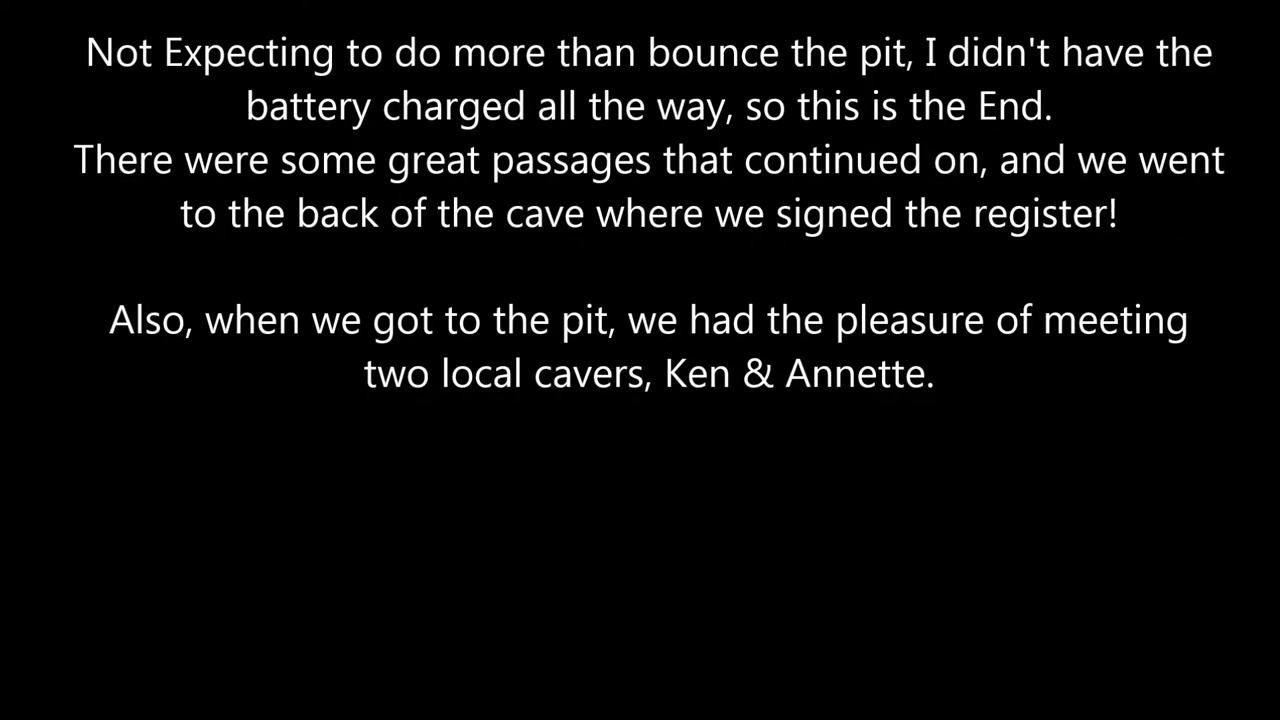 Not Expecting to do more than bounce the pit, I didn't have the
battery charged all the way, so this is the End.
There were some great passages that continued on, and we went
to the back of the cave where we signed the register!
Also, when we got to the pit, we had the pleasure of meeting
two local cavers, Ken & Annette.